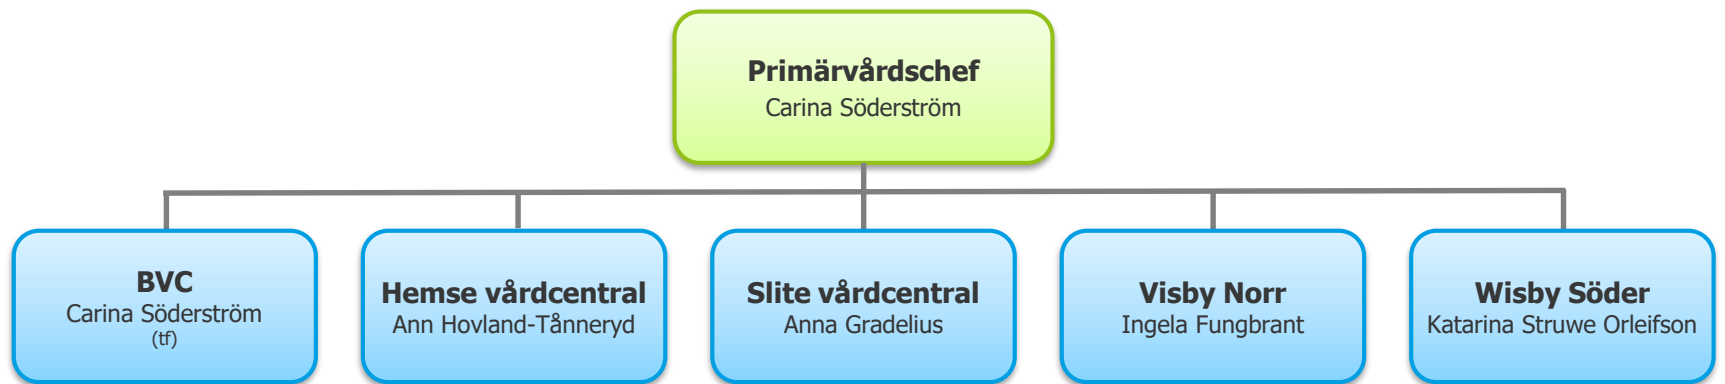 Primärvårdschef
Carina Söderström
BVC
Carina Söderström
(tf)
Hemse vårdcentral
Ann Hovland-Tånneryd
Slite vårdcentral
Anna Gradelius
Visby Norr
Ingela Fungbrant
Wisby Söder
Katarina Struwe Orleifson